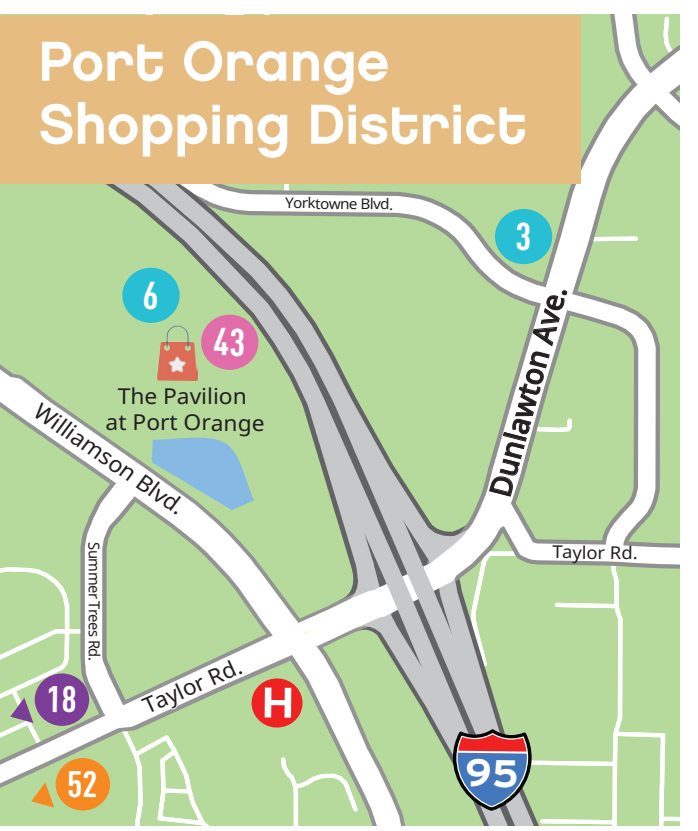 Port Orange
Shopping District
Yorktowne Blvd.
3
6
43
The Pavilion
at Port Orange
Dunlawton Ave.
Williamson Blvd.
Summer Trees Rd.
Taylor Rd.
Taylor Rd.
18
H
52
95